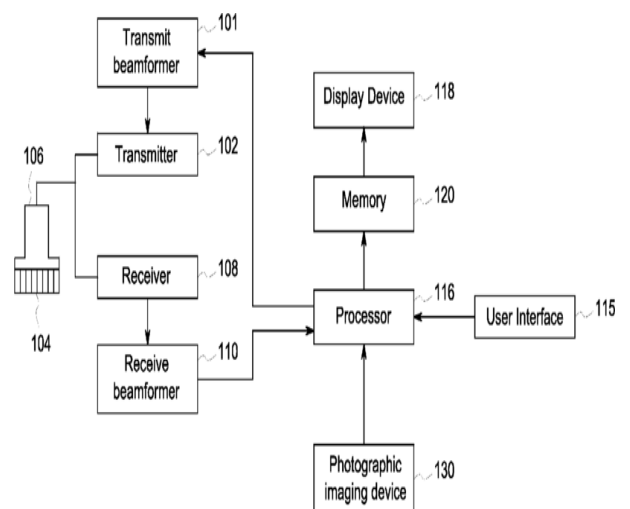 101
Transmit
beamformer
Display Device
118
106
Transmitter
102
Memory
120
Receiver
108
116
Processor
User Interface
115
104
110
Receive
beamformer
Photographic
imaging device
130